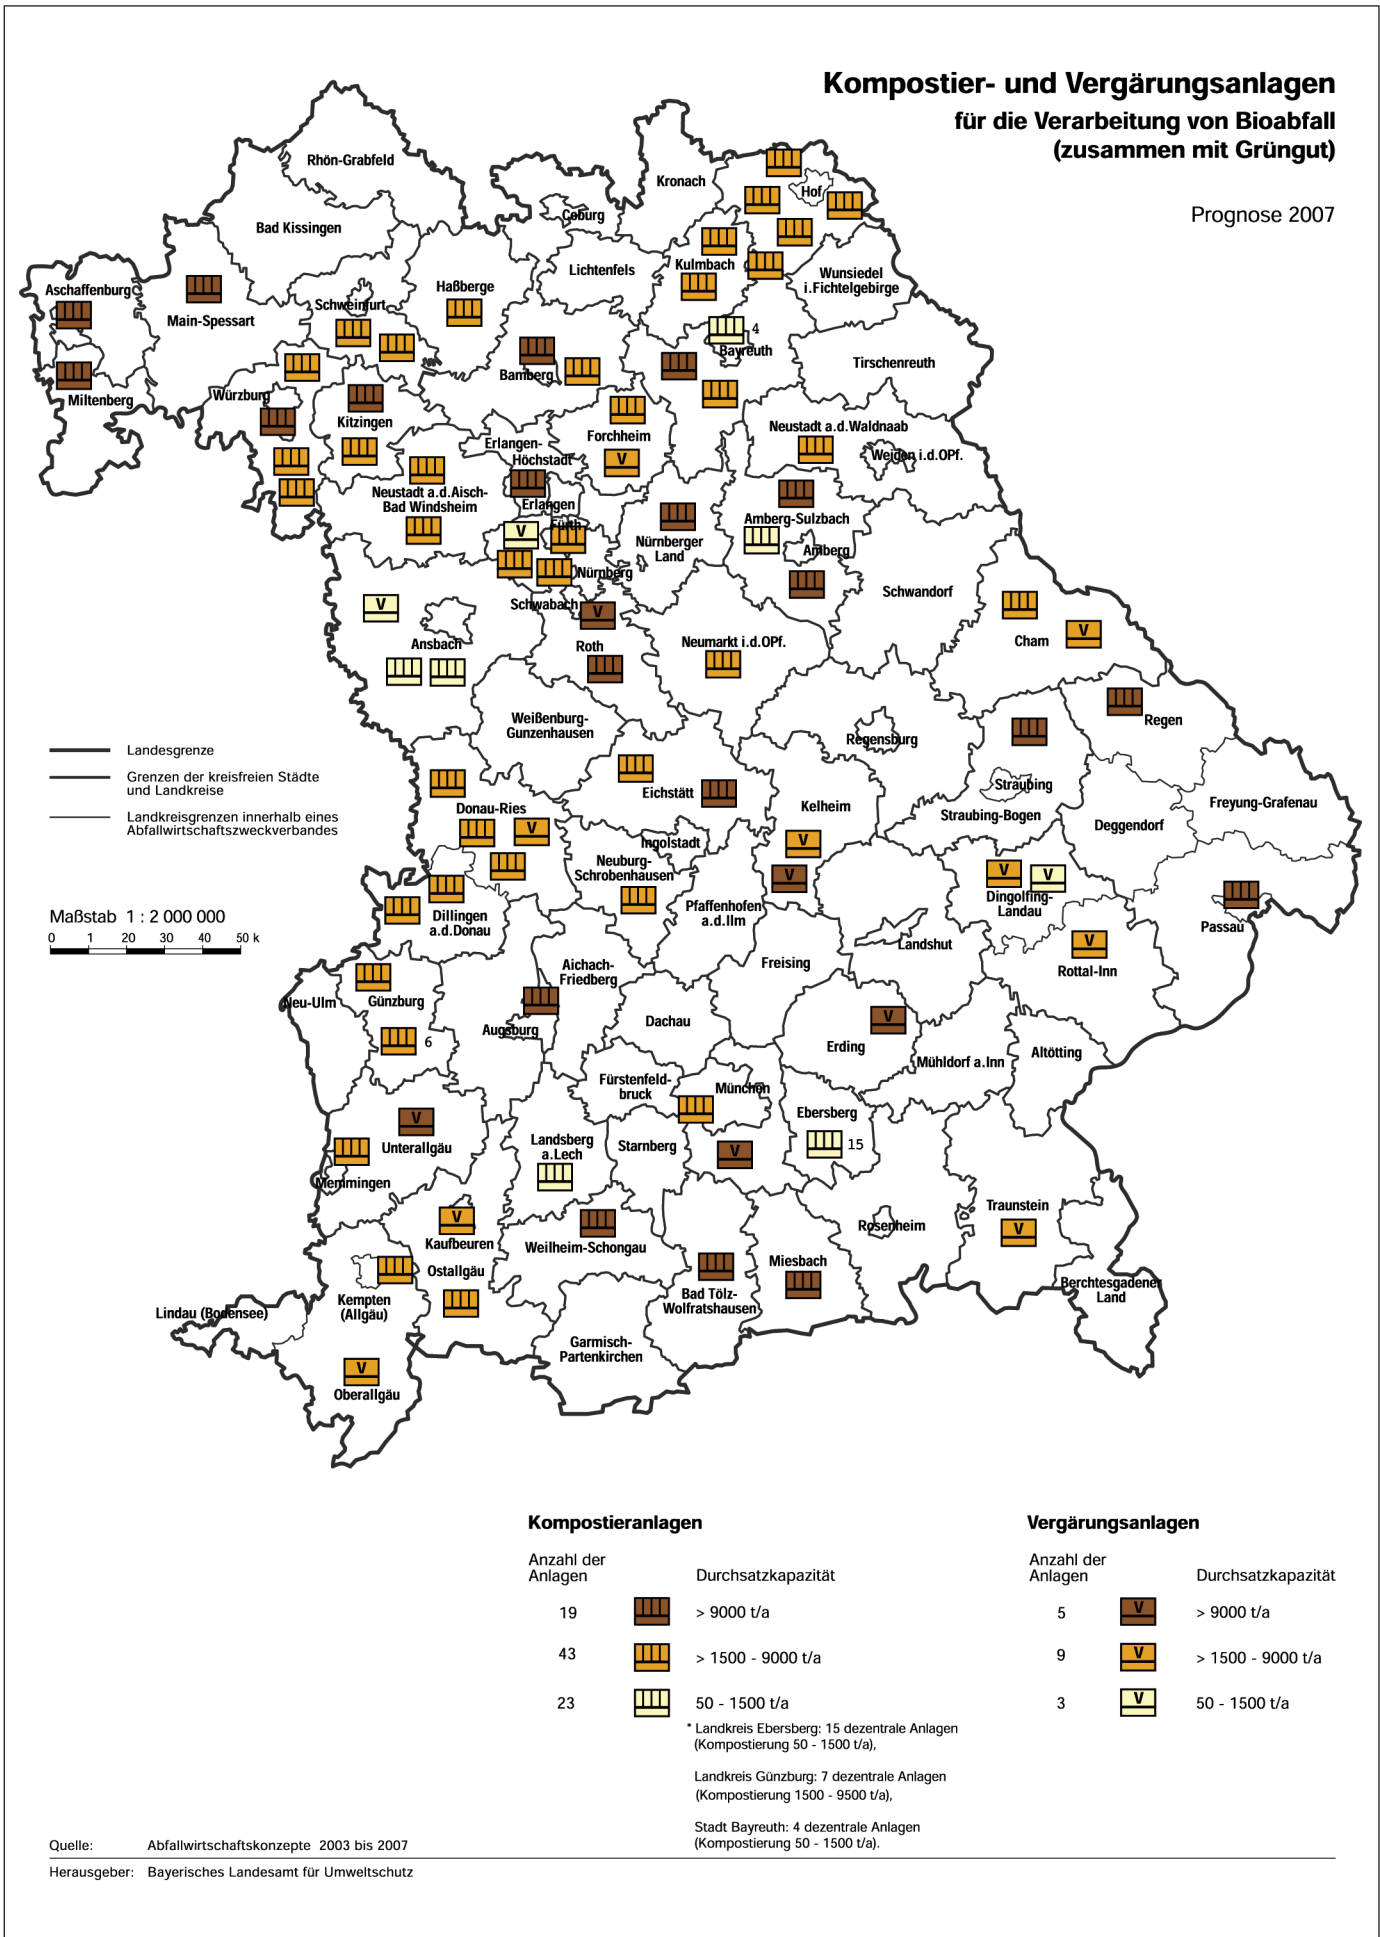 Kompostier- und Vergärungsanlagen
für die Verarbeitung von Bioabfall
(zusammen mit Grüngut)
Prognose 2007
Rhön-Grabfeld
Kronach
Hof
Coburg
Bad Kissingen
Lichtenfels
Kulmbach
Wunsiedel
i.Fichtelgebirge
Aschaffenburg
Haßberge
Schweinfurt
Main-Spessart
4
Bayreuth
Tirschenreuth
Bamberg
Miltenberg
Würzburg
Kitzingen
Forchheim
V
Neustadt a.d.Waldnaab
Weiden i.d.OPf.
Erlangen-
Höchstadt
Neustadt a.d.Aisch-
Bad Windsheim
Erlangen
Fürth
V
Nürnberger
Land
Amberg-Sulzbach
Amberg
Nürnberg
Schwandorf
V
Schwabach
V
Ansbach
Roth
Neumarkt i.d.OPf.
Cham
V
Weißenburg-
Gunzenhausen
Regensburg
Regen
Landesgrenze
Grenzen der kreisfreien Städte
und Landkreise
Landkreisgrenzen innerhalb eines
Abfallwirtschaftszweckverbandes
Eichstätt
Kelheim
Straubing
Straubing-Bogen
Deggendorf
Freyung-Grafenau
Donau-Ries
V
Ingolstadt
V
Neuburg-
Schrobenhausen
V
V
V
Dingolfing-
Landau
Maßstab 1 : 2 000 000
0 1 20 30 40 50 k
Dillingen
a.d.Donau
Pfaffenhofen
a.d.Ilm
Landshut
Passau
V
Rottal-Inn
Freising
Aichach-
Friedberg
Neu-Ulm
Günzburg
Augsburg
Dachau
V
Erding
6
Mühldorf a.Inn
Altötting
Fürstenfeld-
bruck
München
Ebersberg
V
Unterallgäu
Landsberg
a.Lech
Starnberg
V
15
Memmingen
V
Kaufbeuren
Weilheim-Schongau
Rosenheim
Traunstein
V
Ostallgäu
Miesbach
Bad Tölz-
Wolfratshausen
Berchtesgadener
Land
Lindau (Bodensee)
Kempten
(Allgäu)
Garmisch-
Partenkirchen
V
Oberallgäu
Kompostieranlagen
Anzahl der
Anlagen
Durchsatzkapazität
19 > 9000 t/a
43 > 1500 - 9000 t/a
23 50 - 1500 t/a
* Landkreis Ebersberg: 15 dezentrale Anlagen
(Kompostierung 50 - 1500 t/a),
Landkreis Günzburg: 7 dezentrale Anlagen
(Kompostierung 1500 - 9500 t/a),
Stadt Bayreuth: 4 dezentrale Anlagen
(Kompostierung 50 - 1500 t/a).
Vergärungsanlagen
Anzahl der
Anlagen
Durchsatzkapazität
5 V > 9000 t/a
9 V > 1500 - 9000 t/a
3 V 50 - 1500 t/a
Quelle: Abfallwirtschaftskonzepte 2003 bis 2007
Herausgeber: Bayerisches Landesamt für Umweltschutz